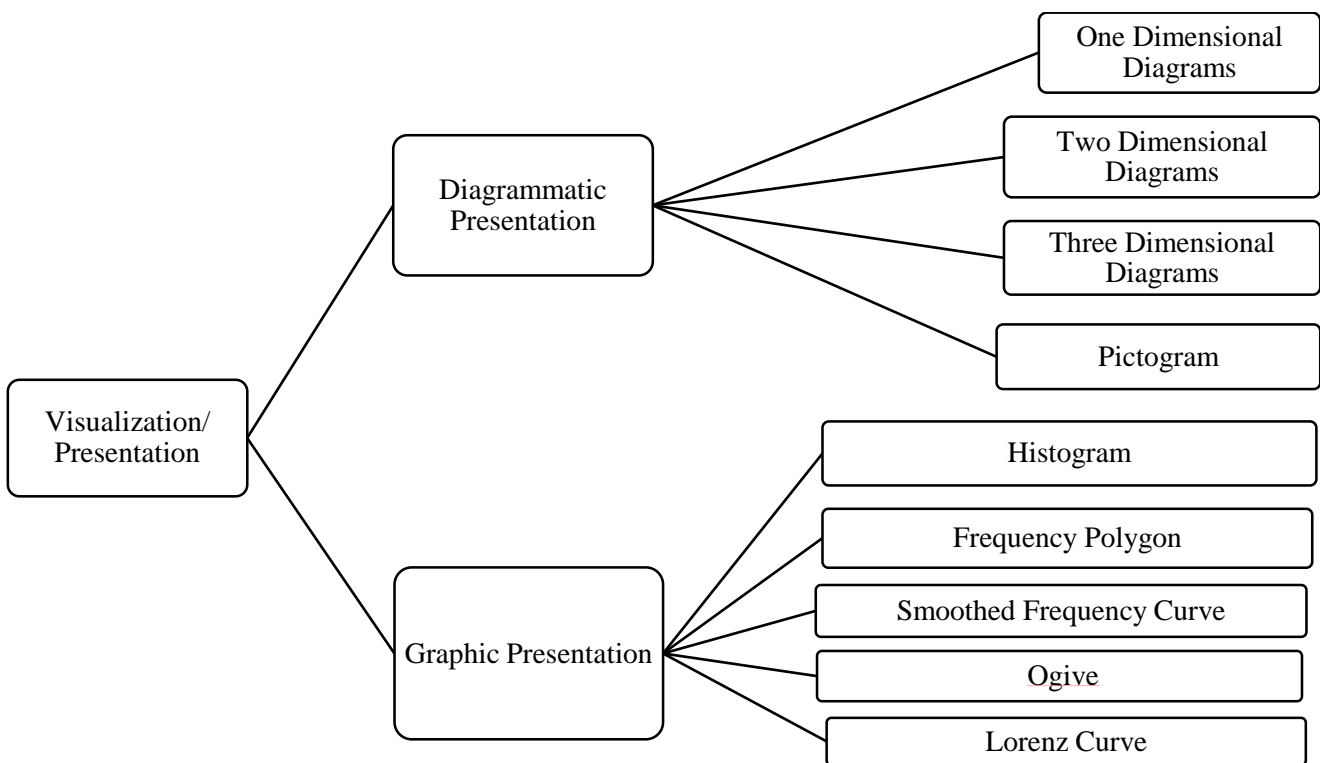 One Dimensional
Diagrams
Two Dimensional
Diagrams
Diagrammatic
Presentation
Three Dimensional
Diagrams
Pictogram
Visualization/
Presentation
Histogram
Frequency Polygon
Smoothed Frequency Curve
Graphic Presentation
Ogive
Lorenz Curve